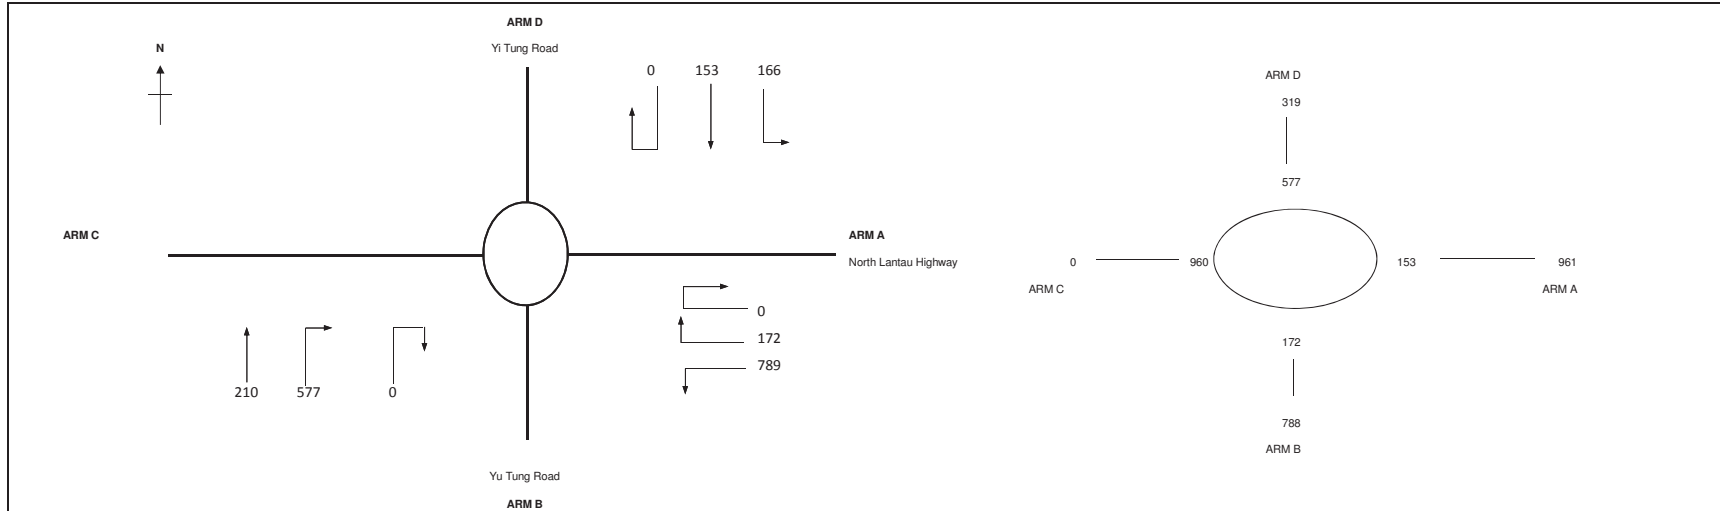 ARM D
N
Yi Tung Road
0 153 166
ARM C
ARM A
North Lantau Highway
0
172
789
210 577 0
Yu Tung Road
ARM B
ARM D
319
577
0 960 153 961
ARM C ARM A
172
788
ARM B